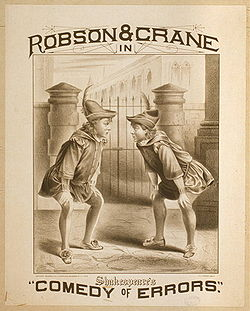 ROBSON & CRANE
IN
Shakespeare's
"COMEDY OF ERRORS."